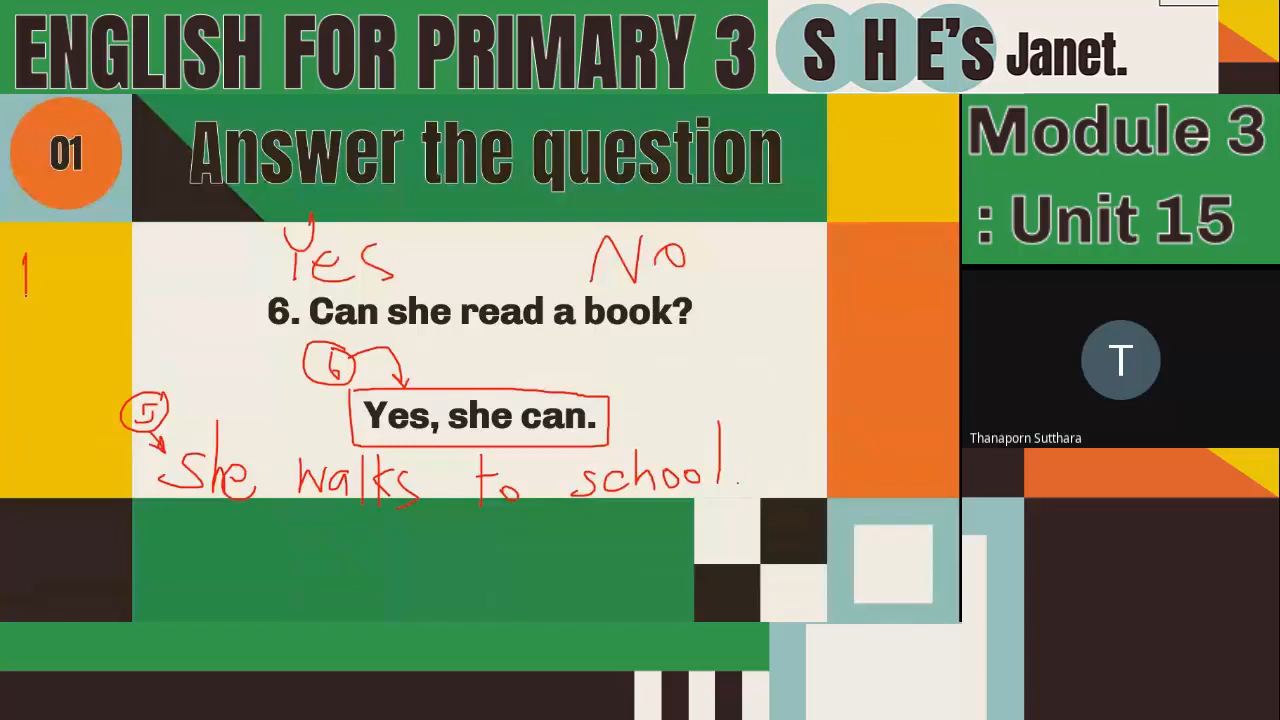 ENGLISH FOR PRIMARY 3
SHE's Janet.
01
Answer the question
Module 3
: Unit 15
1
Yes No
6. Can she read a book?
6
Yes, she can.
5
She walks to school.
T
Thanaporn Sutthara